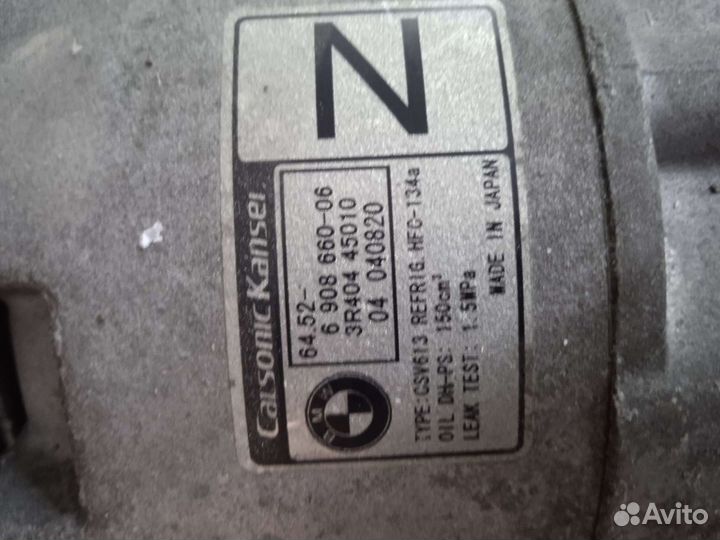 CalsonicKansei
Z
64.52-
6 908 660-06
3R404 45010
04 040820
BMW
TYPE:CSV613 REFRIG.HFC-134a
OIL DH-PS: 150cm³
LEAK TEST: 1.5MPa
MADE IN JAPAN
Avito